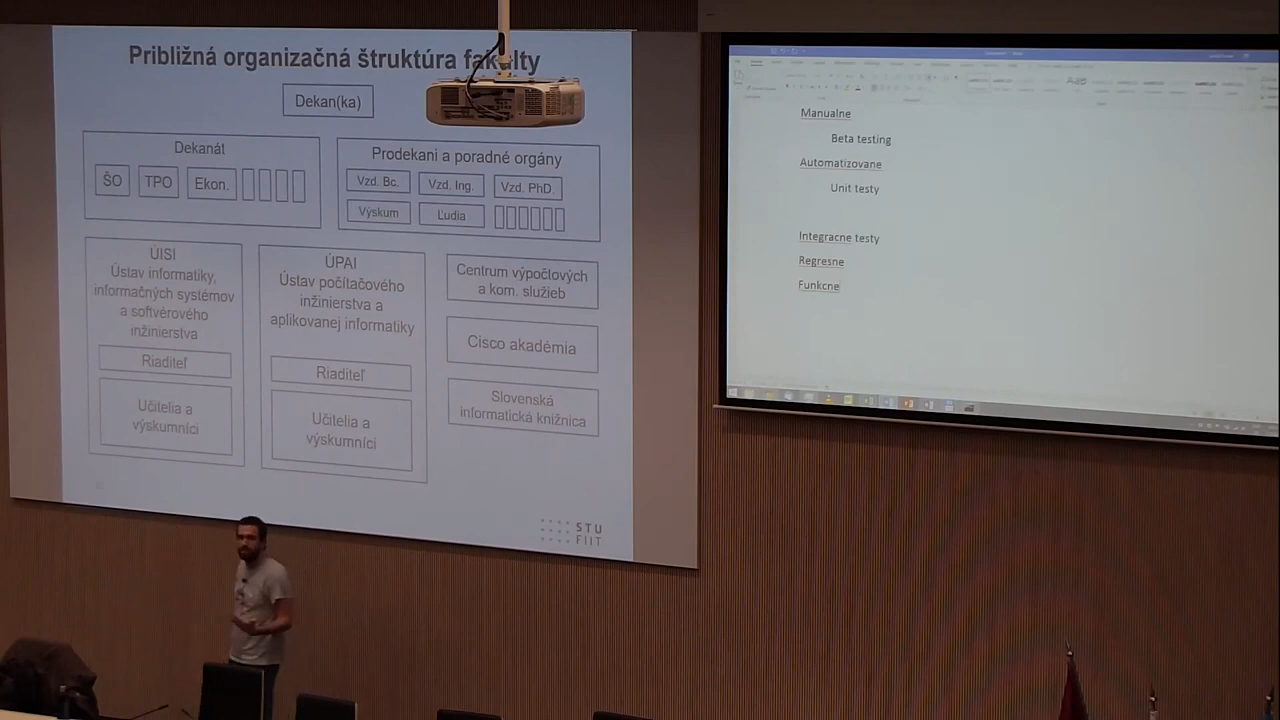 Približná organizačná štruktúra fakulty
Dekan(ka)
Dekanát
ŠO
TPO
Ekon.
Prodekani a poradné orgány
Vzd. Bc.
Vzd. Ing.
Vzd. PhD.
Výskum
Ľudia
ÚISI
Ústav informatiky,
informačných systémov
a softvérového
inžinierstva
Riaditeľ
Učitelia a
výskumníci
ÚPAI
Ústav počítačového
inžinierstva a
aplikovanej informatiky
Riaditeľ
Učitelia a
výskumníci
Centrum výpočtových
a kom. služieb
Cisco akadémia
Slovenská
informatická knižnica
STU
FIIT
Manualne
Beta testing
Automatizovane
Unit testy
Integracne testy
Regresne
Funkcne